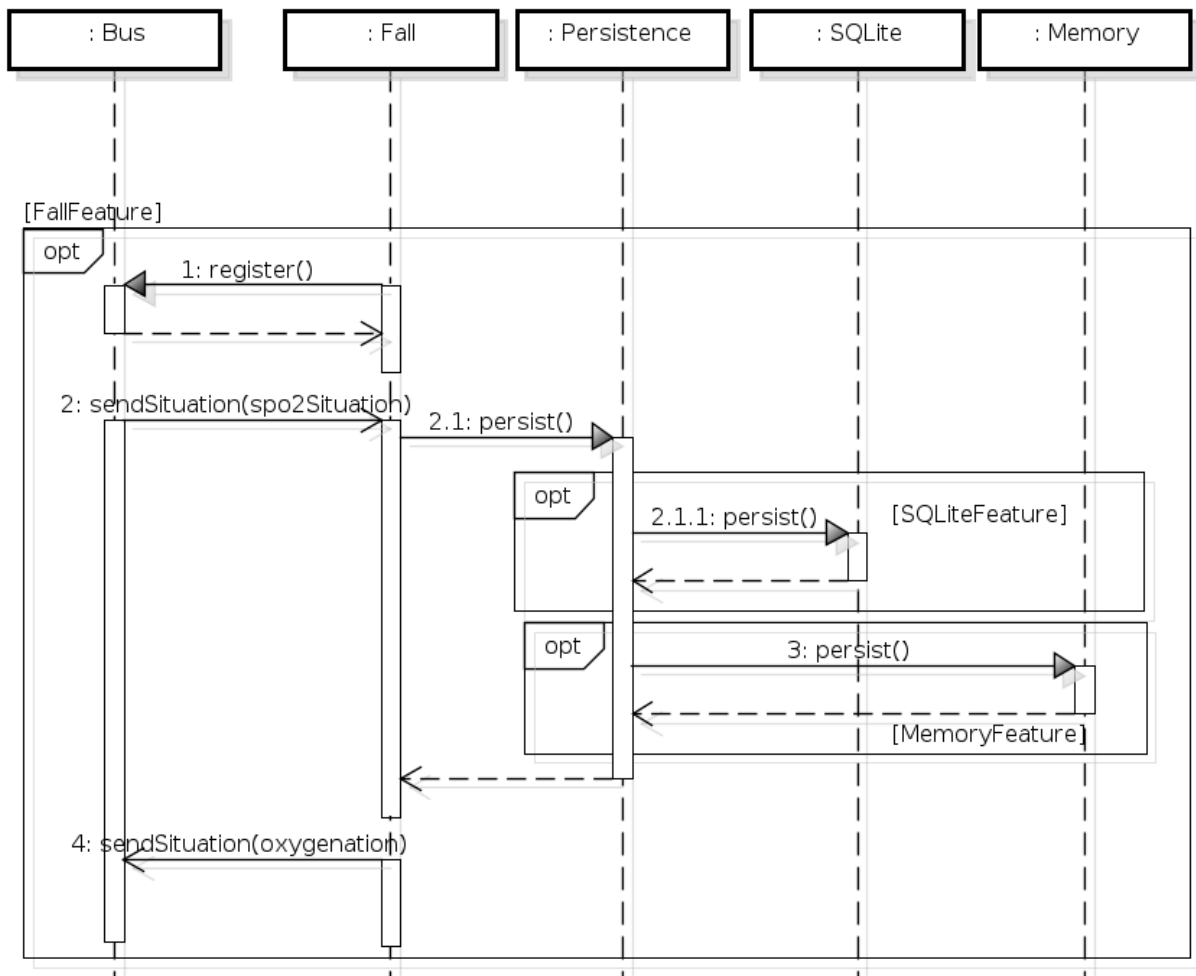 : Bus
: Fall
: Persistence
: SQLite
: Memory
[FallFeature]
opt
1: register()
2: sendSituation(spo2Situation)
2.1: persist()
opt
2.1.1: persist()
[SQLiteFeature]
opt
3: persist()
[MemoryFeature]
4: sendSituation(oxygenation)